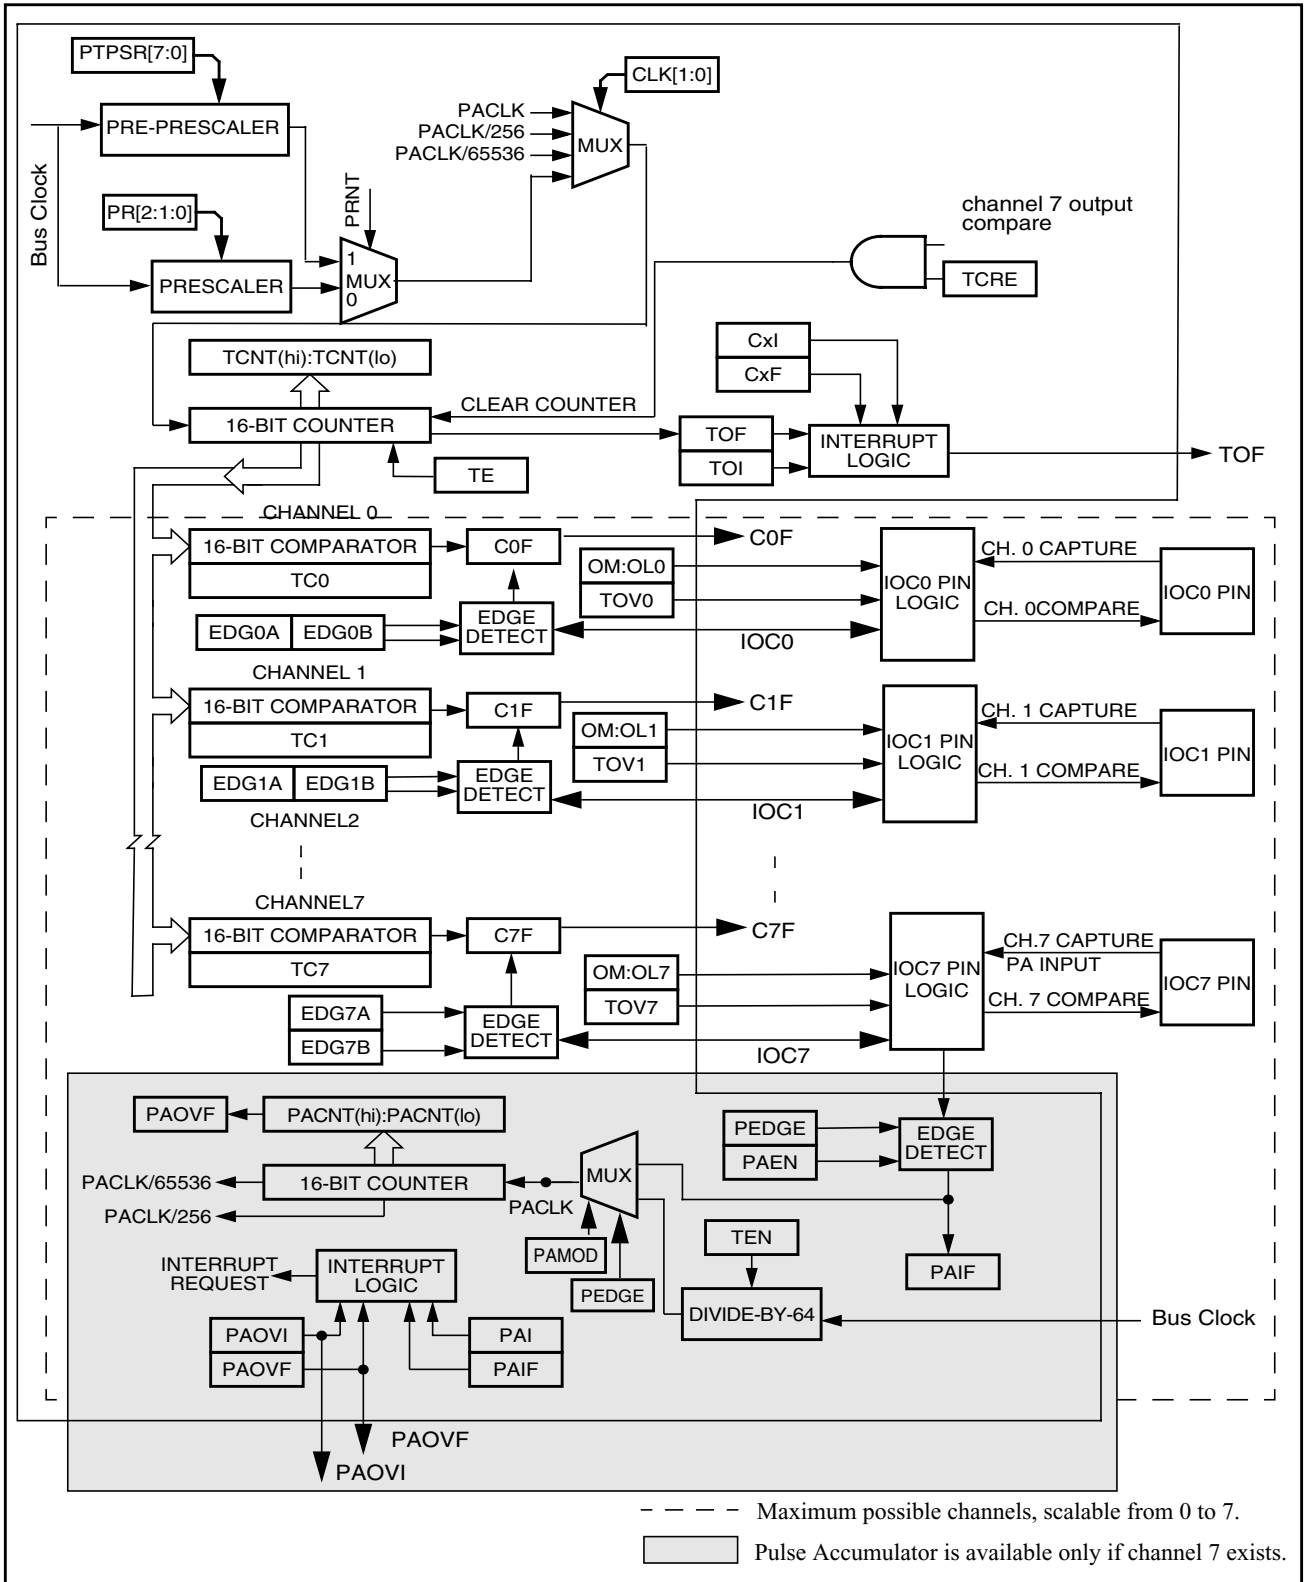 PTPSR[7:0]
CLK[1:0]
PRE-PRESCALER
PACLK
PACLK/256
PACLK/65536
MUX
Bus Clock
PR[2:1:0]
PRNT
channel 7 output
compare
1
MUX
0
PRESCALER
TCRE
TCNT(hi):TCNT(lo)
CxI
CxF
CLEAR COUNTER
16-BIT COUNTER
TOF
TOI
INTERRUPT
LOGIC
TOF
TE
CHANNEL 0
16-BIT COMPARATOR
TC0
C0F
C0F
OM:OL0
TOV0
IOC0 PIN
LOGIC
CH. 0 CAPTURE
CH. 0COMPARE
IOC0 PIN
EDG0A
EDG0B
EDGE
DETECT
IOC0
CHANNEL 1
16-BIT COMPARATOR
TC1
C1F
C1F
OM:OL1
TOV1
IOC1 PIN
LOGIC
CH. 1 CAPTURE
CH. 1 COMPARE
IOC1 PIN
EDG1A
EDG1B
EDGE
DETECT
IOC1
CHANNEL2
CHANNEL7
16-BIT COMPARATOR
TC7
C7F
C7F
OM:OL7
TOV7
IOC7 PIN
LOGIC
CH.7 CAPTURE
PA INPUT
CH. 7 COMPARE
IOC7 PIN
EDG7A
EDG7B
EDGE
DETECT
IOC7
PAOVF
PACNT(hi):PACNT(lo)
PEDGE
PAEN
EDGE
DETECT
PACLK/65536
PACLK/256
16-BIT COUNTER
PACLK
MUX
PAMOD
PEDGE
TEN
PAIF
INTERRUPT
REQUEST
INTERRUPT
LOGIC
DIVIDE-BY-64
Bus Clock
PAOVI
PAOVF
PAI
PAIF
PAOVF
PAOVI
Maximum possible channels, scalable from 0 to 7.
Pulse Accumulator is available only if channel 7 exists.